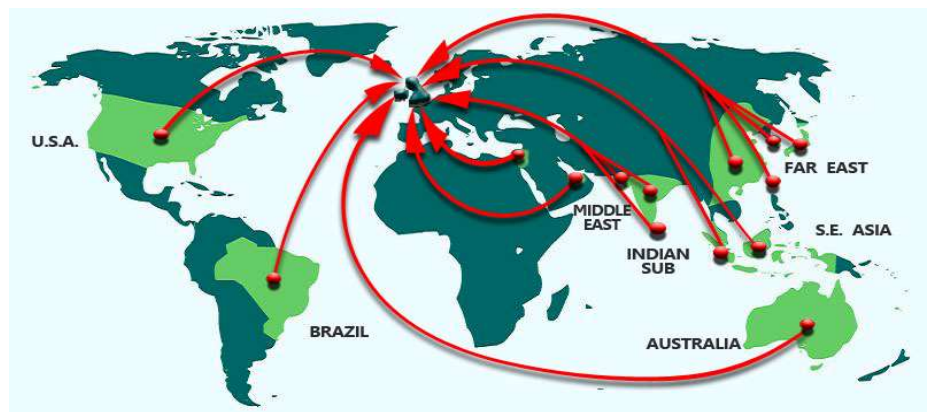 U.S.A.
FAR EAST
MIDDLE
EAST
S.E. ASIA
INDIAN
SUB
BRAZIL
AUSTRALIA